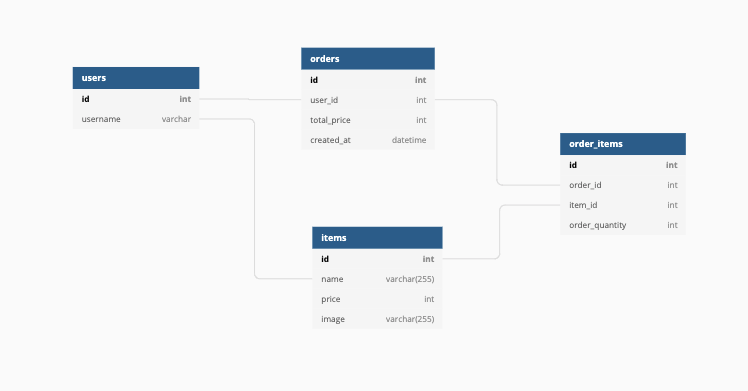 users
id int
username varchar
orders
id int
user_id int
total_price int
created_at datetime
items
id int
name varchar(255)
price int
image varchar(255)
order_items
id int
order_id int
item_id int
order_quantity int